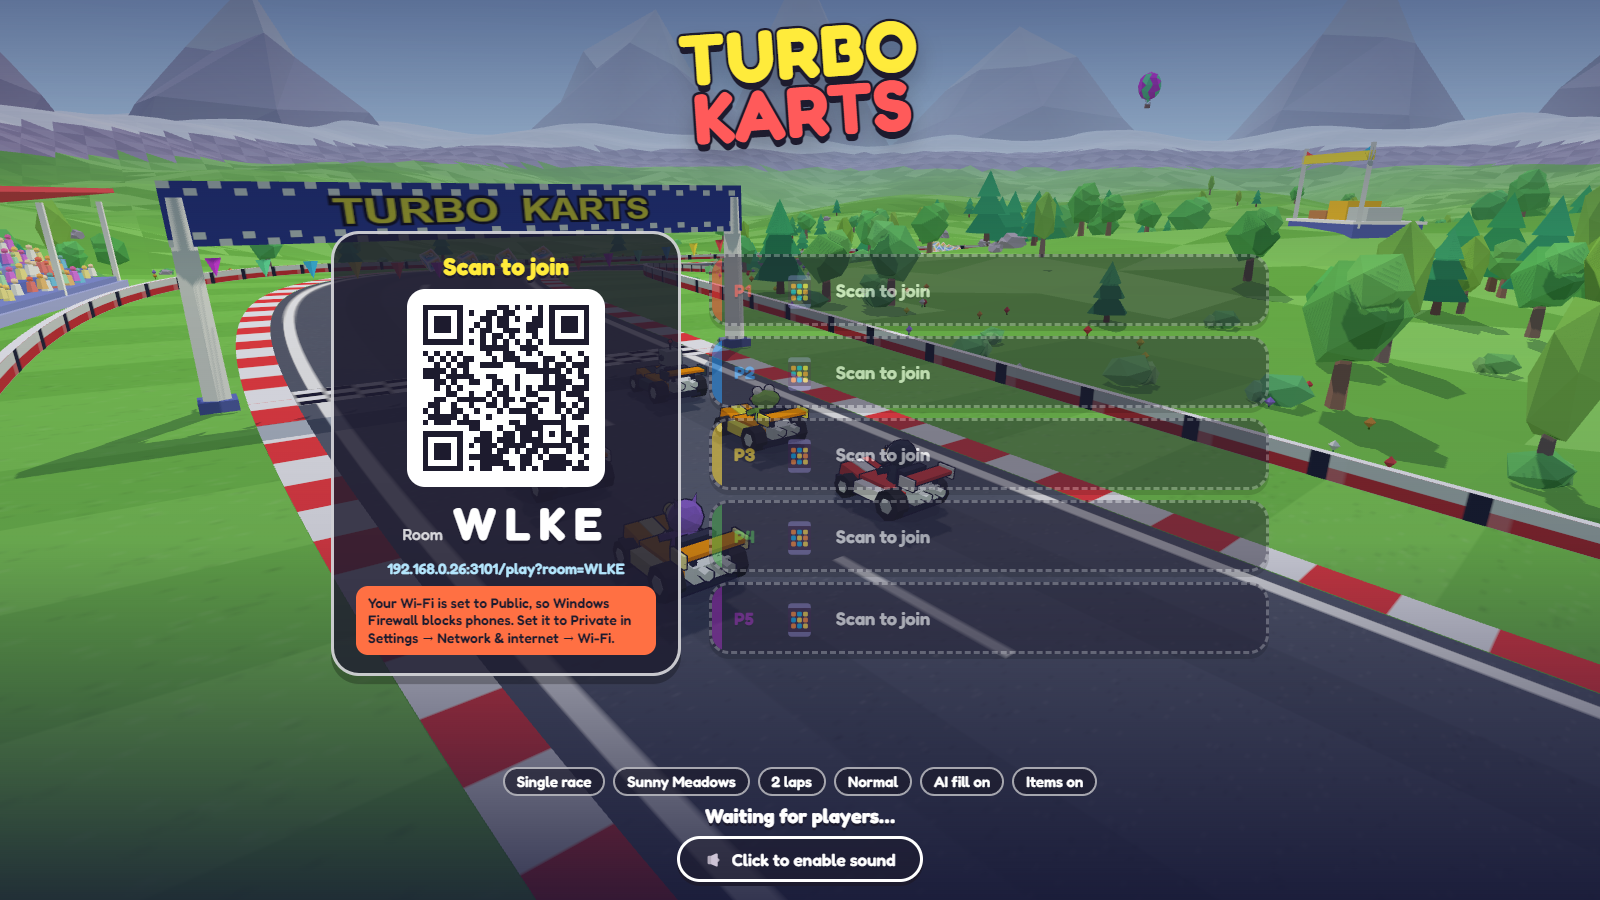 TURBO
KARTS
TURBO KARTS
Scan to join
Room WLKE
192.168.0.26:3101/play?room=WLKE
Your Wi-Fi is set to Public, so Windows
Firewall blocks phones. Set it to Private in
Settings → Network & internet → Wi-Fi.
P1 Scan to join
P2 Scan to join
P3 Scan to join
P4 Scan to join
P5 Scan to join
Single race Sunny Meadows 2 laps Normal AI fill on Items on
Waiting for players...
Click to enable sound